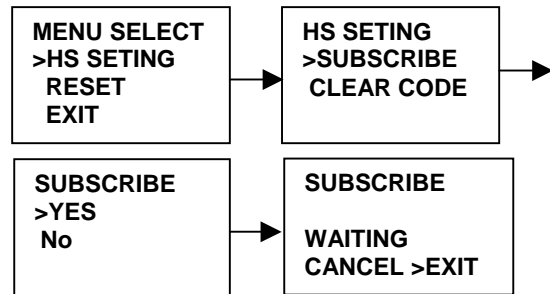 MENU SELECT
>HS SETING
RESET
EXIT
HS SETING
>SUBSCRIBE
CLEAR CODE
SUBSCRIBE
>YES
No
SUBSCRIBE
WAITING
CANCEL >EXIT